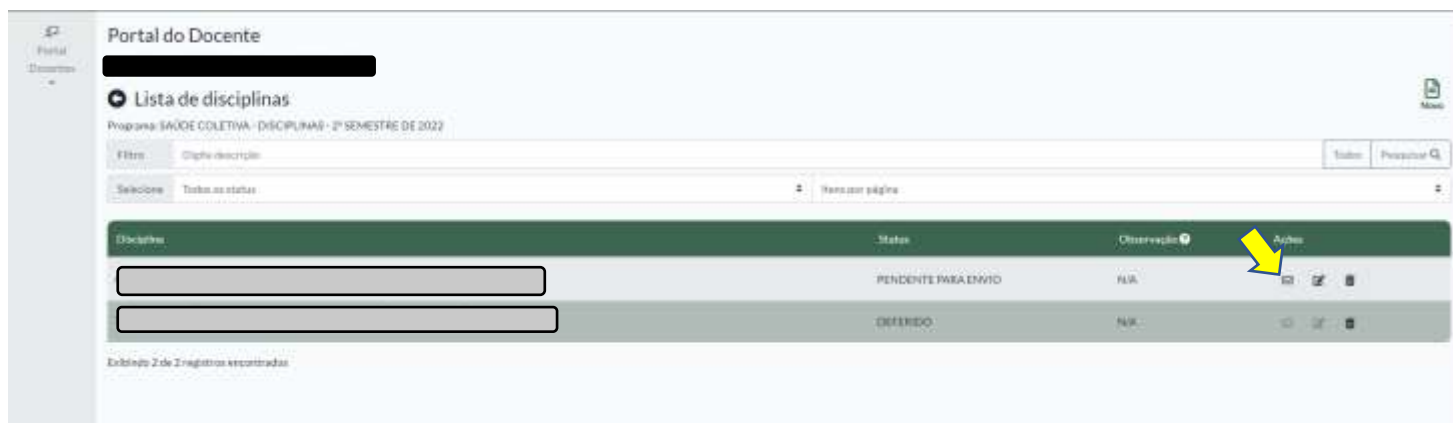 Portal
Docentes
Portal do Docente
Lista de disciplinas
Novo
Programa: SAÚDE COLETIVA - DISCIPLINAS - 2º SEMESTRE DE 2022
Filtro Digite descrição Todos Pesquisar
Selecione Todos os status Itens por página
Disciplina Status Observação Ações
PENDENTE PARA ENVIO N/A
DEFERIDO N/A
Exibindo 2 de 2 registros encontrados